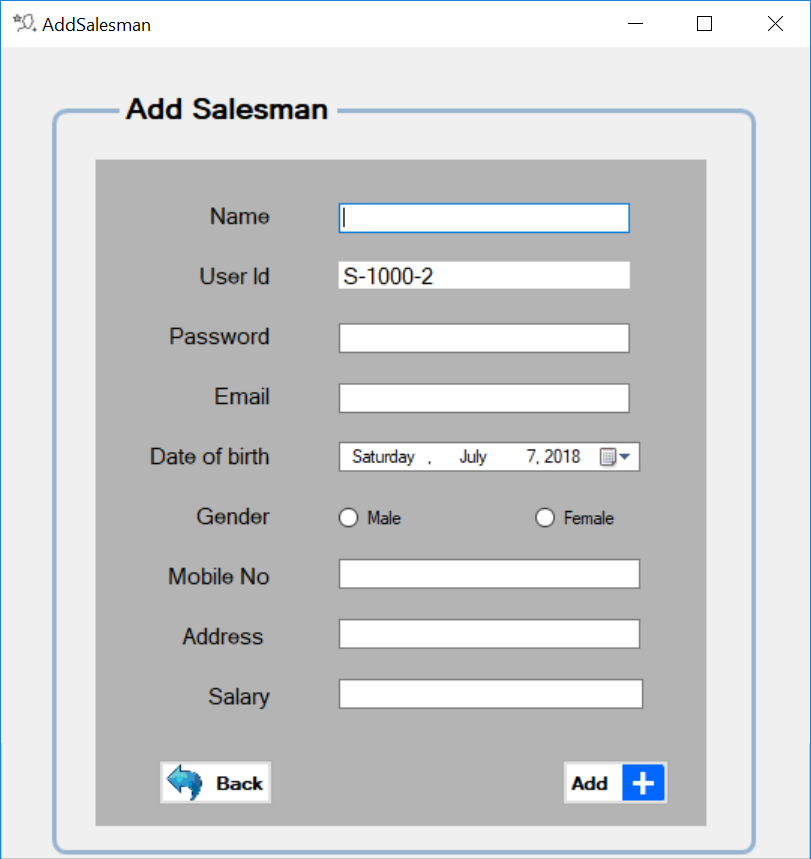 AddSalesman
Add Salesman
Name
User Id S-1000-2
Password
Email
Date of birth Saturday , July 7, 2018
Gender Male Female
Mobile No
Address
Salary
Back Add